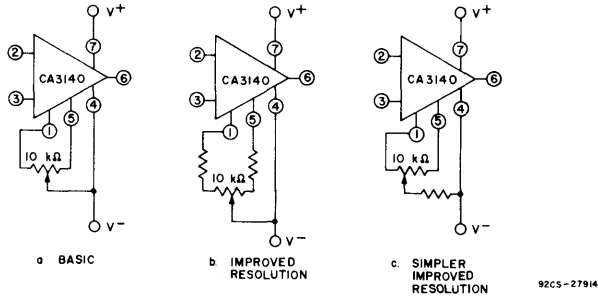 V+ V+ V+
7 7 7
2 2 2
CA3140 CA3140 CA3140
6 6 6
3 3 3
4 4 4
1 5 1 5 1 5
10 kΩ 10 kΩ 10 kΩ
V− V− V−
a BASIC
b. IMPROVED
RESOLUTION
c. SIMPLER
IMPROVED
RESOLUTION
92CS-27914